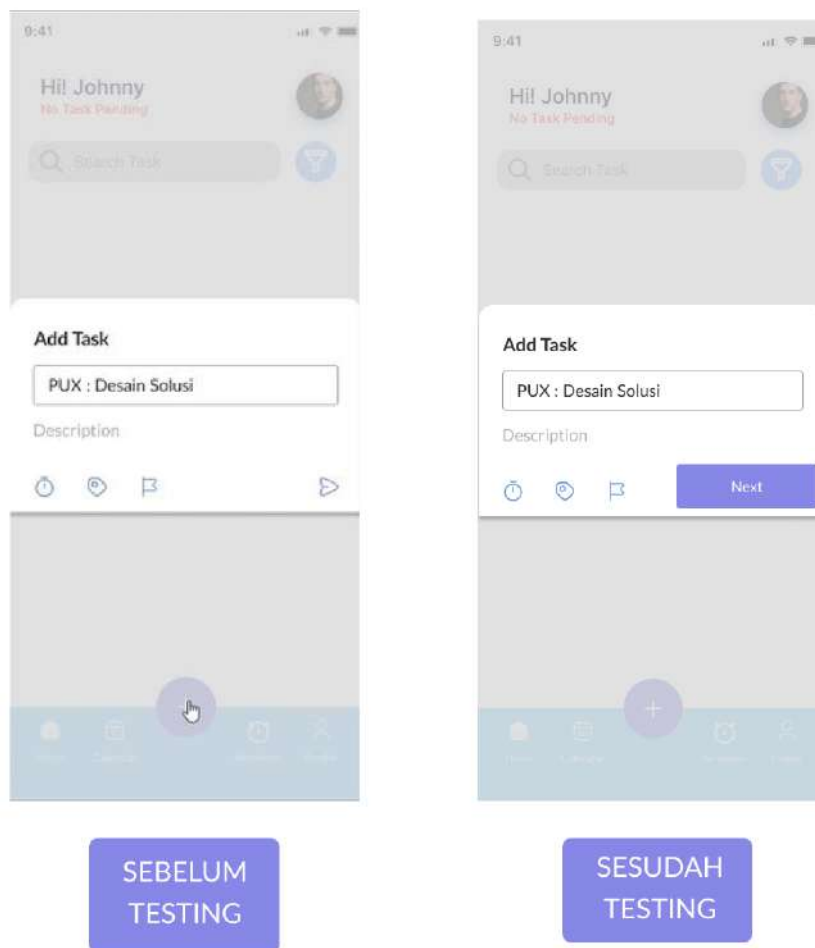 9:41
Hi! Johnny
No Task Pending
Search Task
Add Task
PUX : Desain Solusi
Description
SEBELUM
TESTING
9:41
Hi! Johnny
No Task Pending
Search Task
Add Task
PUX : Desain Solusi
Description
Next
+
SESUDAH
TESTING